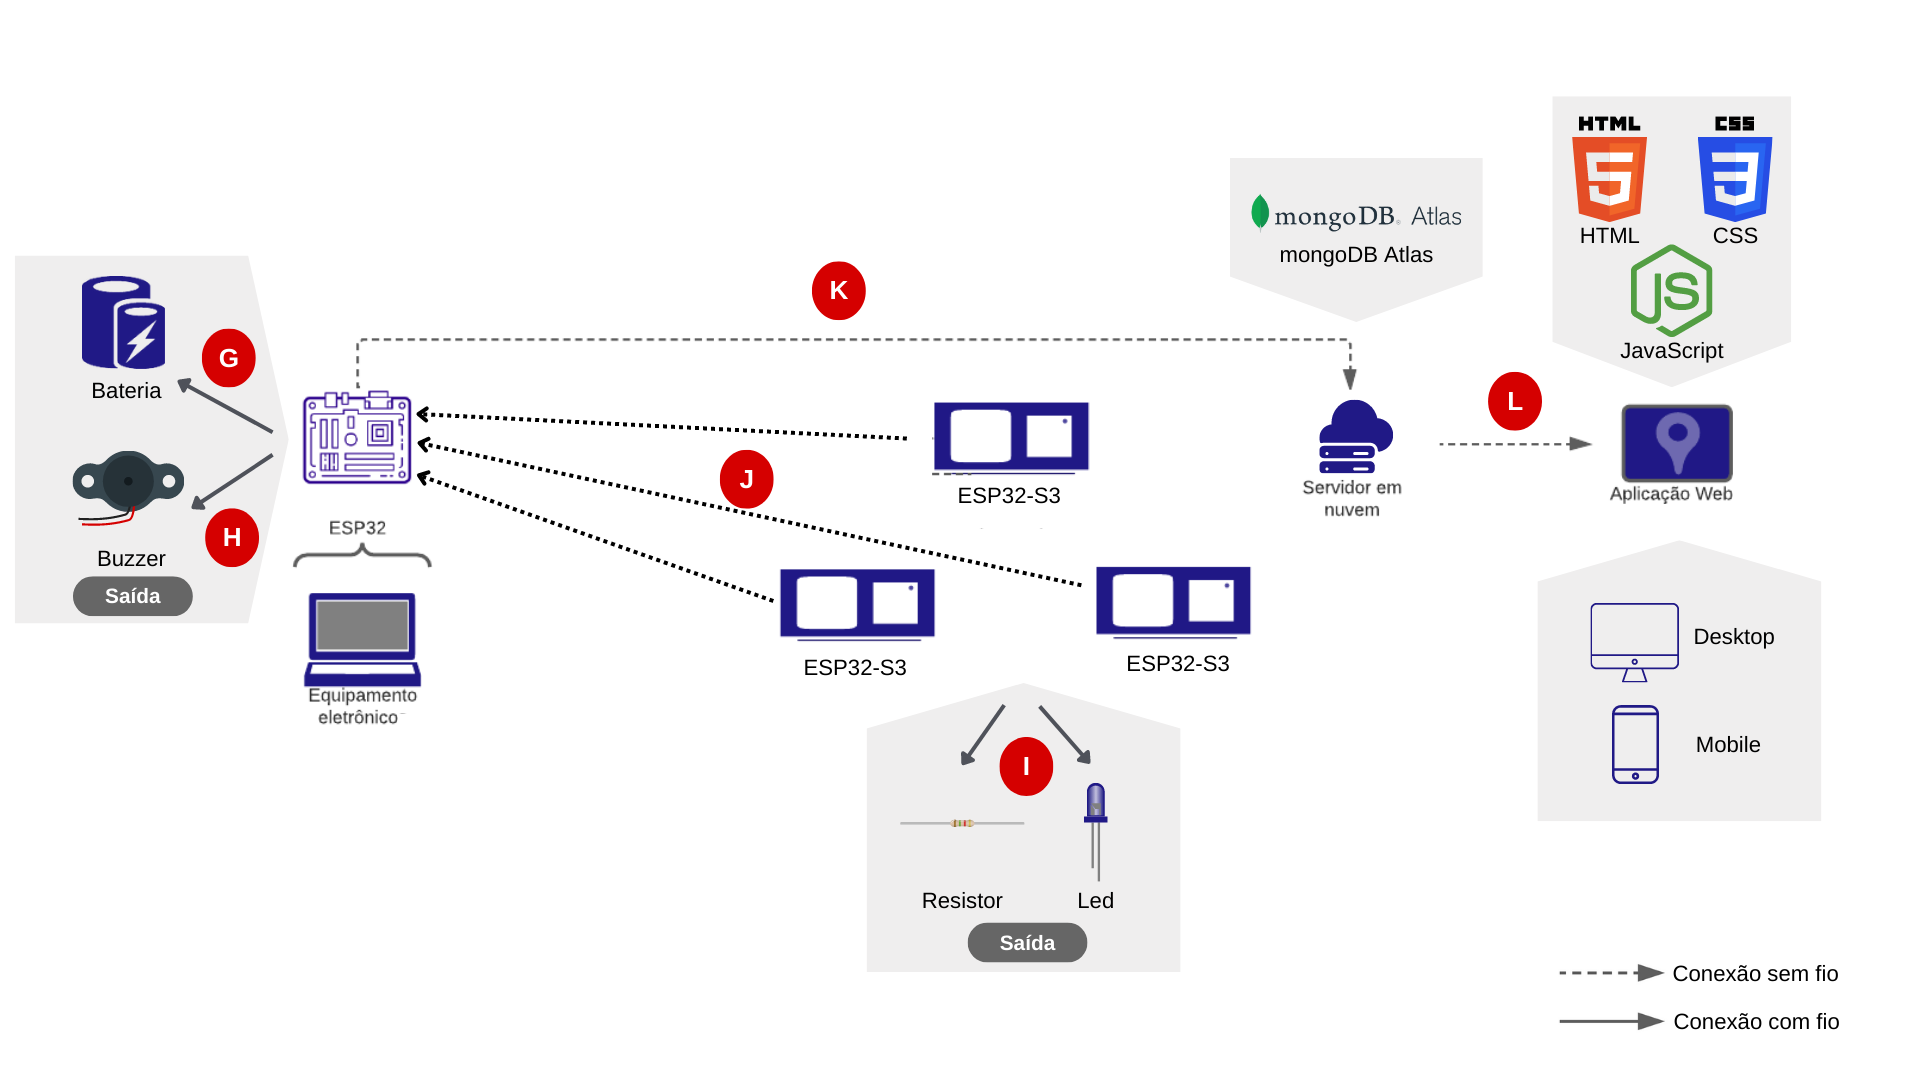 HTML
CSS
HTML
CSS
JS
JavaScript
mongoDB® Atlas
mongoDB Atlas
K
G
Bateria
L
J
H
Buzzer
Saída
ESP32
Equipamento
eletrônico
ESP32-S3
ESP32-S3
ESP32-S3
Servidor em
nuvem
Aplicação Web
Desktop
Mobile
I
Resistor
Led
Saída
Conexão sem fio
Conexão com fio